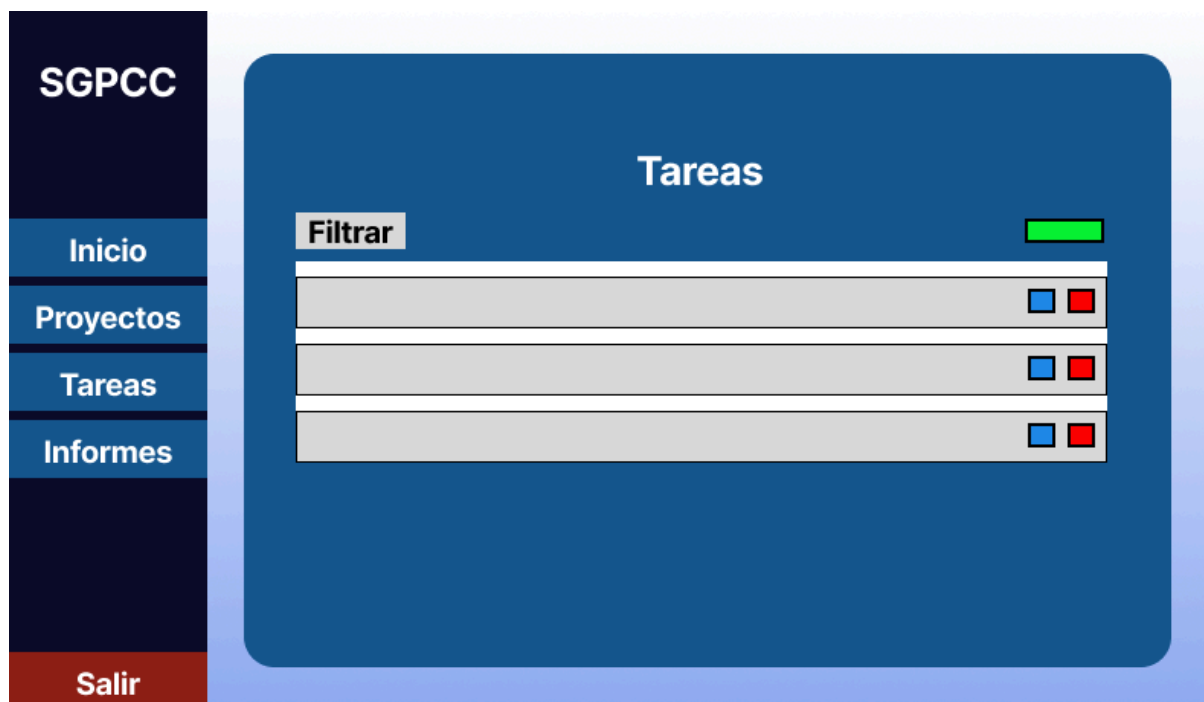 SGPCC
Inicio
Proyectos
Tareas
Informes
Salir
Tareas
Filtrar